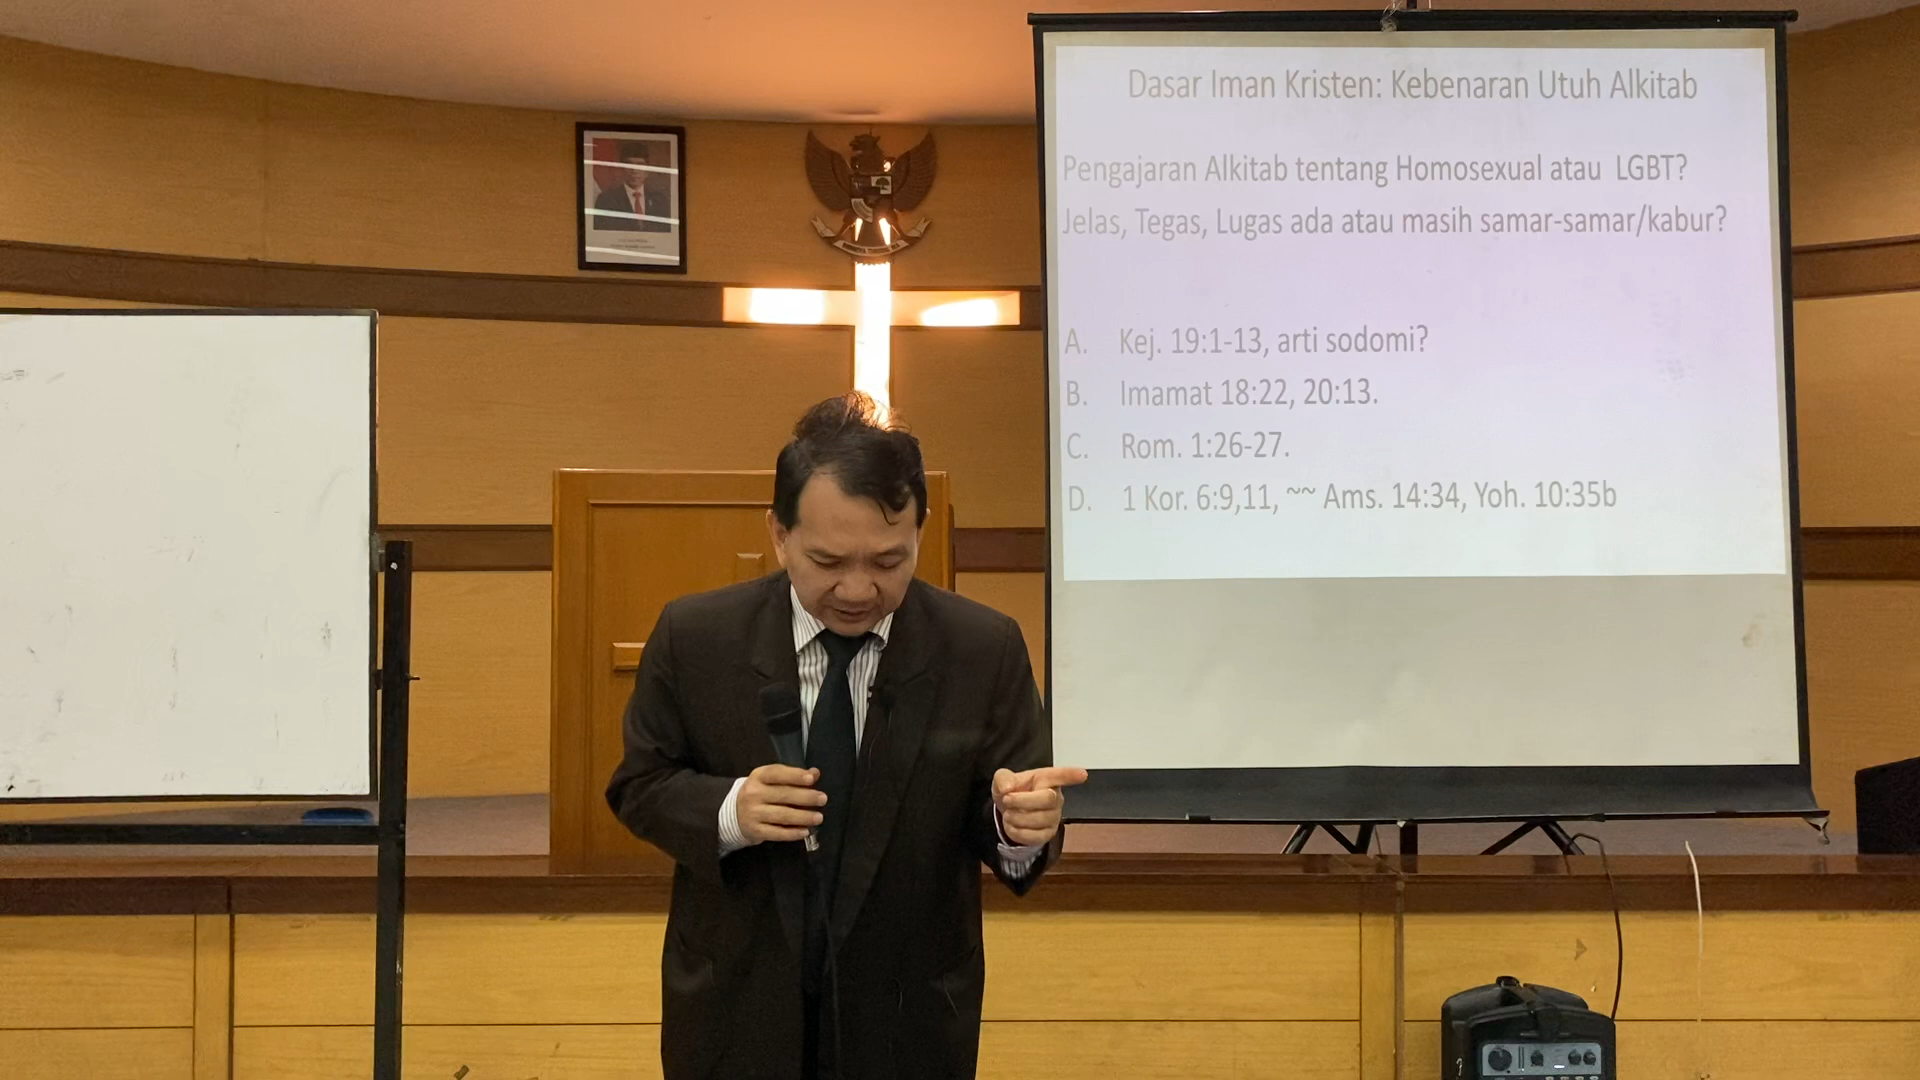 Dasar Iman Kristen: Kebenaran Utuh Alkitab
Pengajaran Alkitab tentang Homosexual atau LGBT?
Jelas, Tegas, Lugas ada atau masih samar-samar/kabur?
A. Kej. 19:1-13, arti sodomi?
B. Imamat 18:22, 20:13.
C. Rom. 1:26-27.
D. 1 Kor. 6:9,11, ~~ Ams. 14:34, Yoh. 10:35b